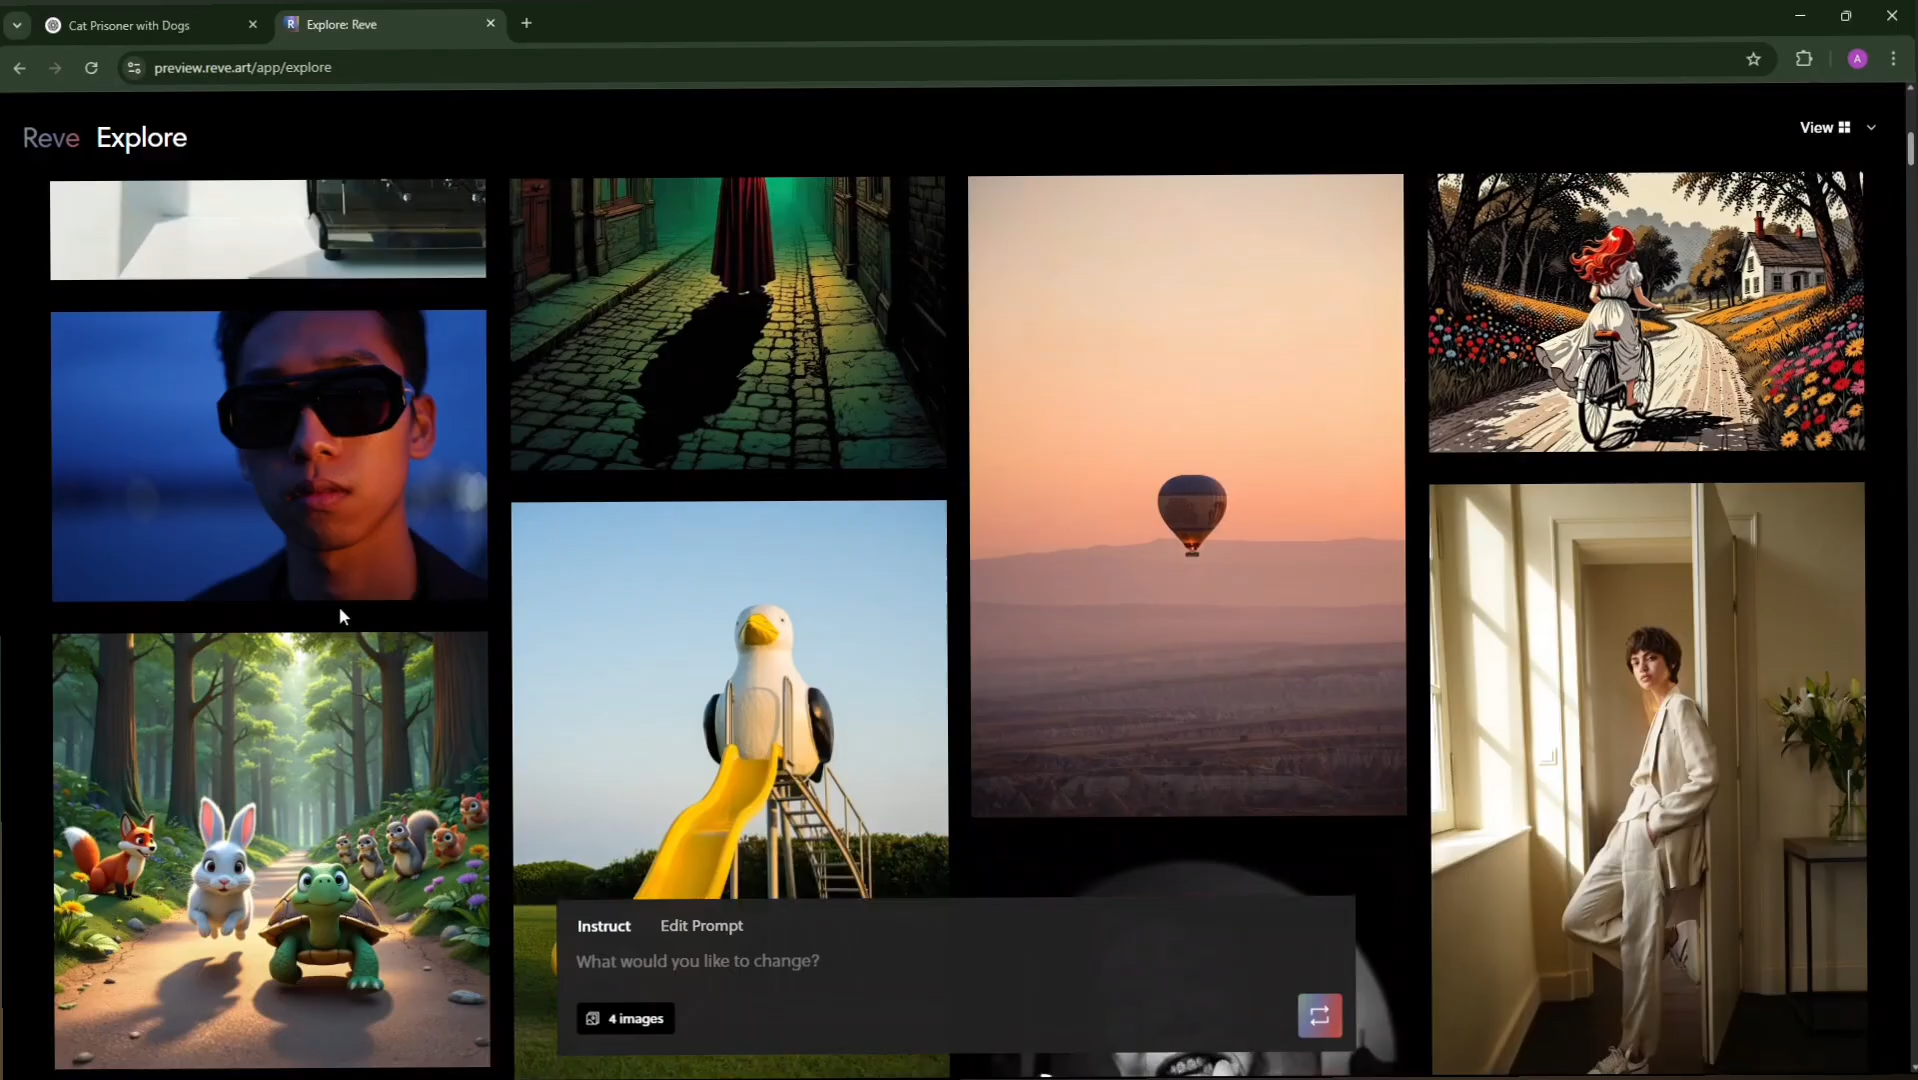 Cat Prisoner with Dogs
Explore: Reve
preview.reve.art/app/explore
A
Reve Explore
View
Instruct Edit Prompt
What would you like to change?
4 images